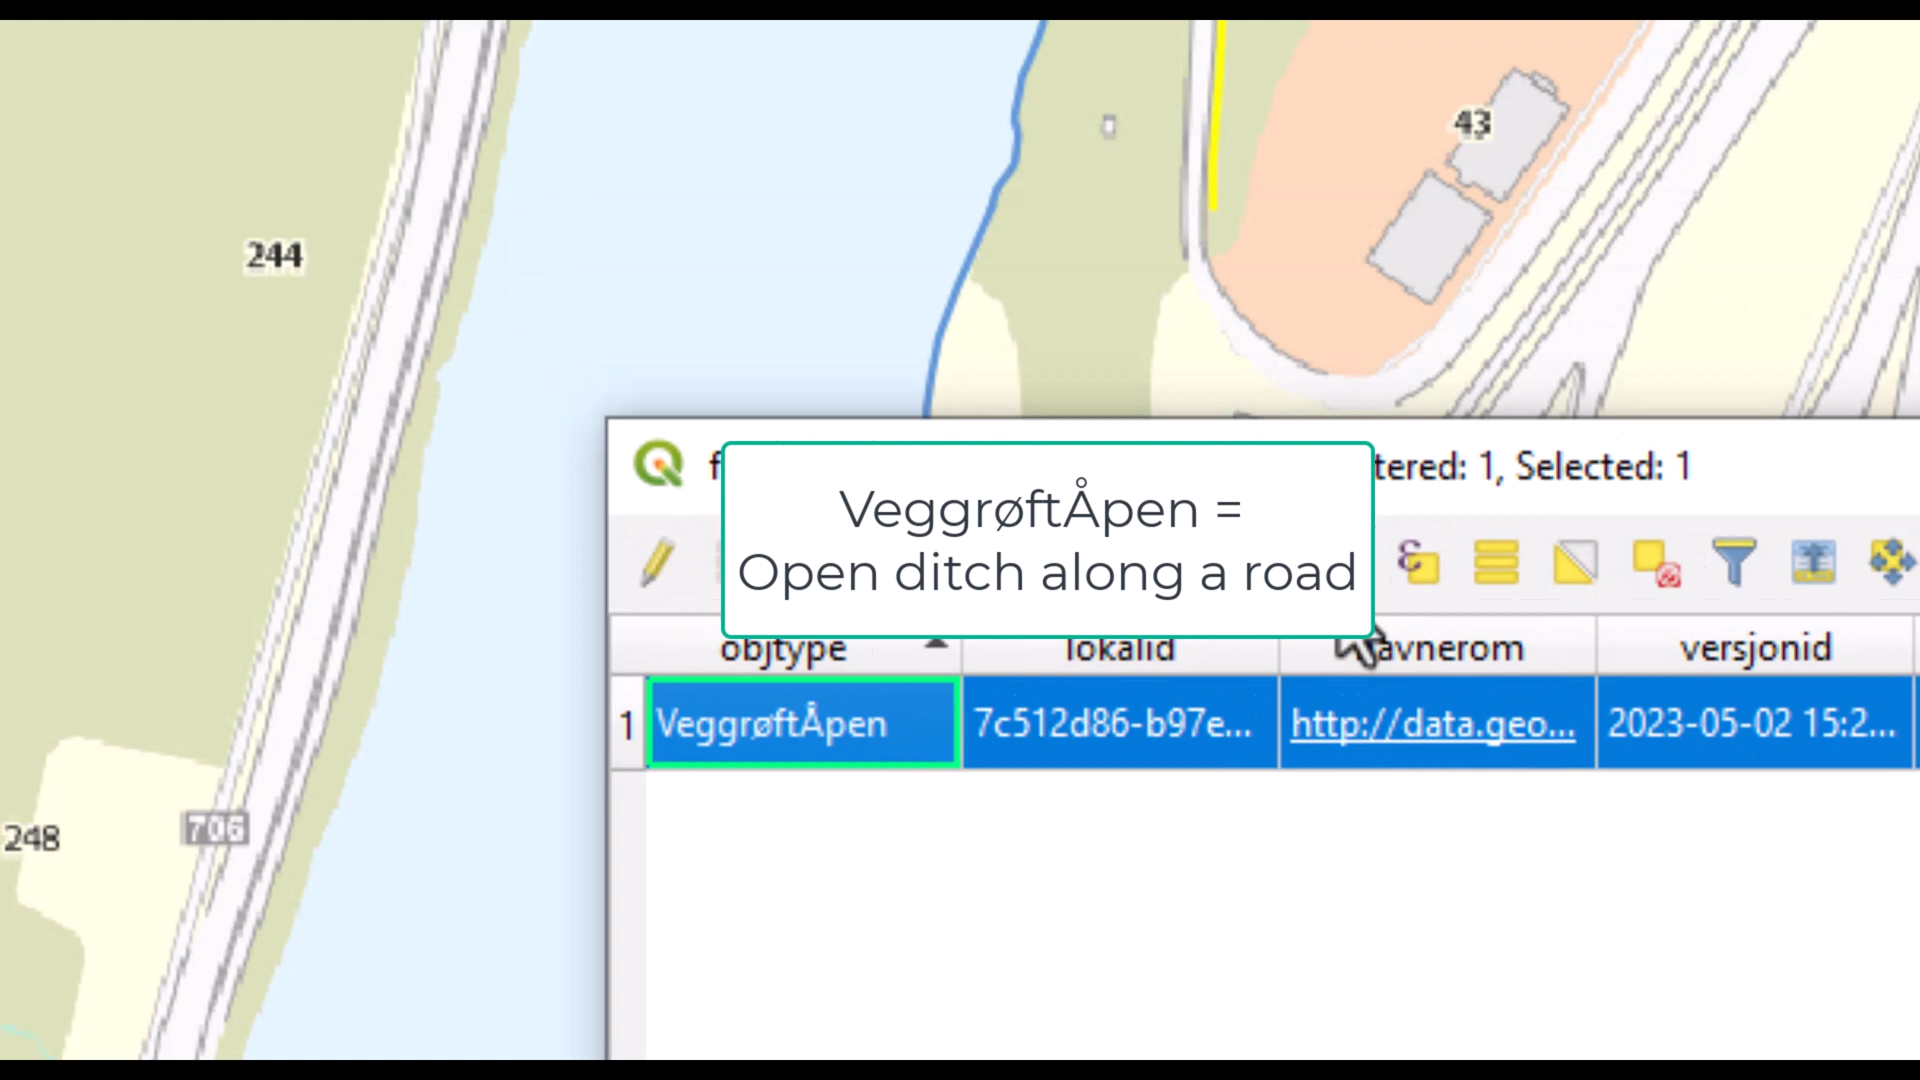 43
244
tered: 1, Selected: 1
VeggrøftÅpen =
Open ditch along a road
objtype lokalid avnerom versjonid
1 VeggrøftÅpen 7c512d86-b97e... http://data.geo... 2023-05-02 15:2...
248
706